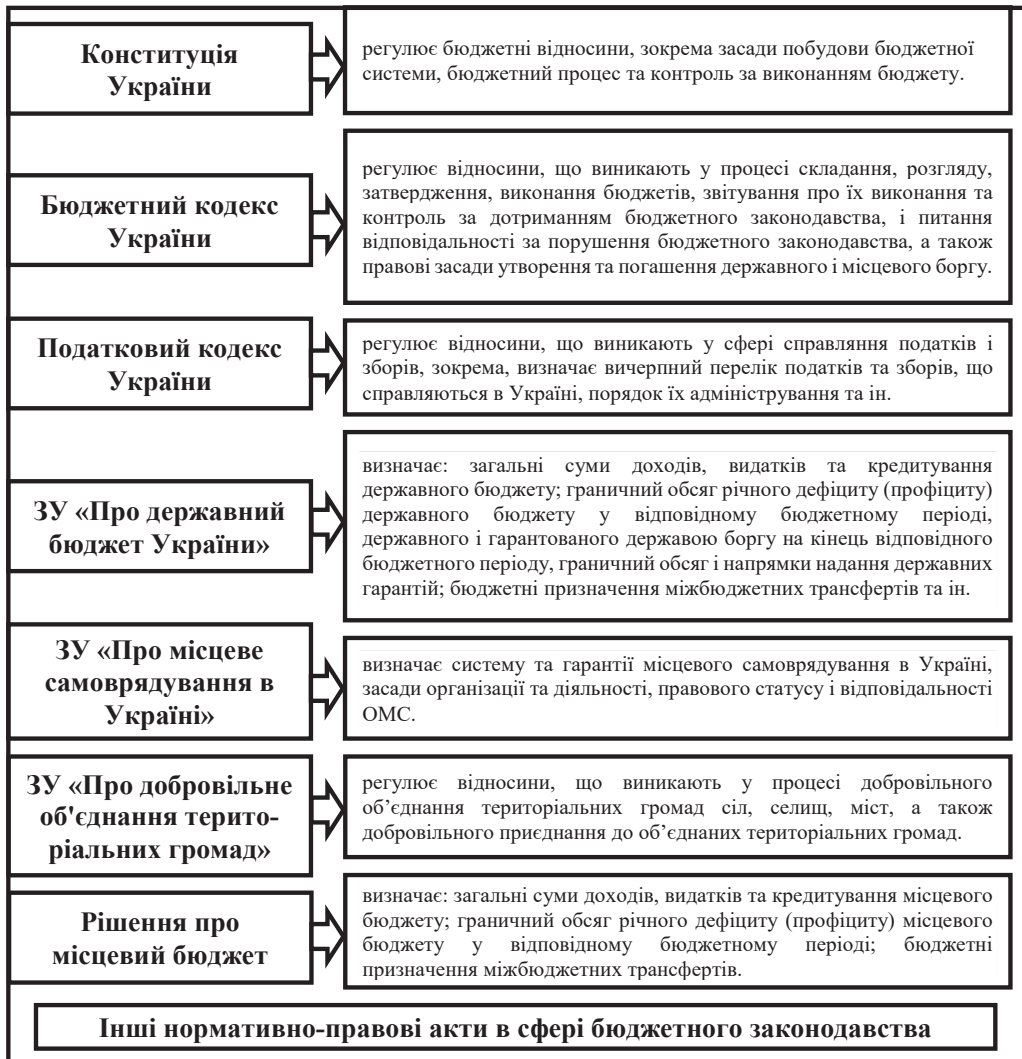 Конституція
України
регулює бюджетні відносини, зокрема засади побудови бюджетної
системи, бюджетний процес та контроль за виконанням бюджету.
Бюджетний кодекс
України
регулює відносини, що виникають у процесі складання, розгляду,
затвердження, виконання бюджетів, звітування про їх виконання та
контроль за дотриманням бюджетного законодавства, і питання
відповідальності за порушення бюджетного законодавства, а також
правові засади утворення та погашення державного і місцевого боргу.
Податковий кодекс
України
регулює відносини, що виникають у сфері справляння податків і
зборів, зокрема, визначає вичерпний перелік податків та зборів, що
справляються в Україні, порядок їх адміністрування та ін.
ЗУ «Про державний
бюджет України»
визначає: загальні суми доходів, видатків та кредитування
державного бюджету; граничний обсяг річного дефіциту (профіциту)
державного бюджету у відповідному бюджетному періоді,
державного і гарантованого державою боргу на кінець відповідного
бюджетного періоду, граничний обсяг і напрямки надання державних
гарантій; бюджетні призначення міжбюджетних трансфертів та ін.
ЗУ «Про місцеве
самоврядування в
Україні»
визначає систему та гарантії місцевого самоврядування в Україні,
засади організації та діяльності, правового статусу і відповідальності
ОМС.
ЗУ «Про добровільне
об'єднання терито-
ріальних громад»
регулює відносини, що виникають у процесі добровільного
об’єднання територіальних громад сіл, селищ, міст, а також
добровільного приєднання до об’єднаних територіальних громад.
Рішення про
місцевий бюджет
визначає: загальні суми доходів, видатків та кредитування місцевого
бюджету; граничний обсяг річного дефіциту (профіциту) місцевого
бюджету у відповідному бюджетному періоді; бюджетні
призначення міжбюджетних трансфертів.
Інші нормативно-правові акти в сфері бюджетного законодавства